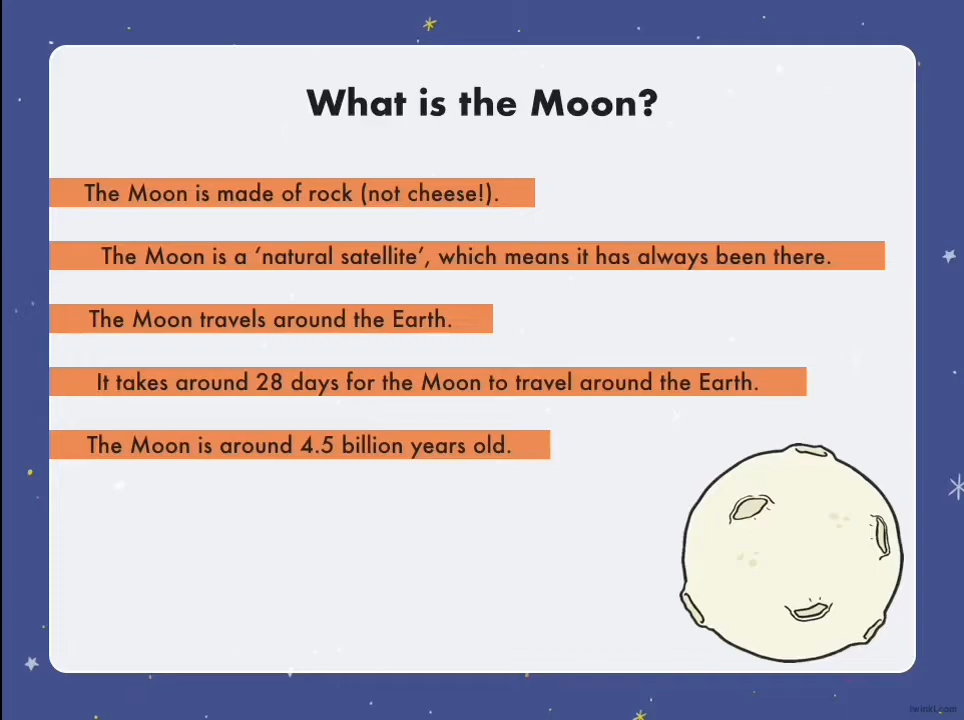 What is the Moon?
The Moon is made of rock (not cheese!).
The Moon is a ‘natural satellite’, which means it has always been there.
The Moon travels around the Earth.
It takes around 28 days for the Moon to travel around the Earth.
The Moon is around 4.5 billion years old.
twinkl.com